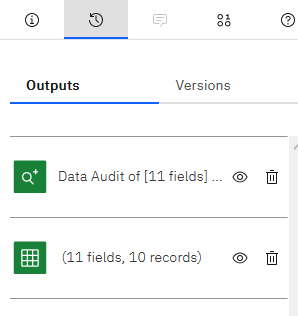 Outputs
Versions
Data Audit of [11 fields] ...
(11 fields, 10 records)